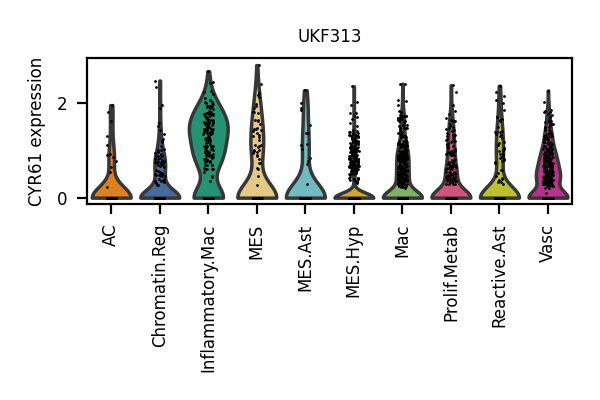 UKF313
CYR61 expression
2
0
AC
Chromatin.Reg
Inflammatory.Mac
MES
MES.Ast
MES.Hyp
Mac
Prolif.Metab
Reactive.Ast
Vasc